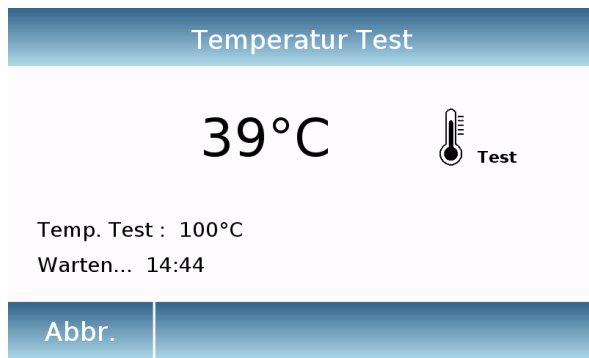 Temperatur Test
39°C
Test
Temp. Test : 100°C
Warten... 14:44
Abbr.